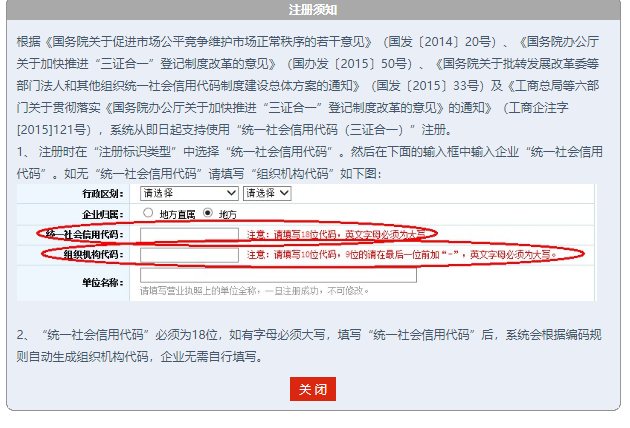 注册须知
根据《国务院关于促进市场公平竞争维护市场正常秩序的若干意见》（国发〔2014〕20号）、《国务院办公厅
关于加快推进“三证合一”登记制度改革的意见》（国办发〔2015〕50号）、《国务院关于批转发展改革委等
部门法人和其他组织统一社会信用代码制度建设总体方案的通知》（国发〔2015〕33号）及《工商总局等六部
门关于贯彻落实《国务院办公厅关于加快推进“三证合一”登记制度改革的意见》的通知》（工商企注字
[2015]121号），系统从即日起支持使用“统一社会信用代码（三证合一）”注册。
1、 注册时在“注册标识类型”中选择“统一社会信用代码”。然后在下面的输入框中输入企业“统一社会信用
代码”。如无“统一社会信用代码”请填写“组织机构代码”如下图：
行政区划： 请选择 请选择
企业归属： 地方直属 地方
统一社会信用代码： 注意：请填写18位代码，英文字母必须为大写
组织机构代码： 注意：请填写10位代码，9位的请在最后一位前加“-”，英文字母必须为大写。
单位名称：
请填写营业执照上的单位全称，一旦注册成功，不可修改。
2、“统一社会信用代码”必须为18位，如有字母必须大写，填写“统一社会信用代码”后，系统会根据编码规
则自动生成组织机构代码，企业无需自行填写。
关 闭